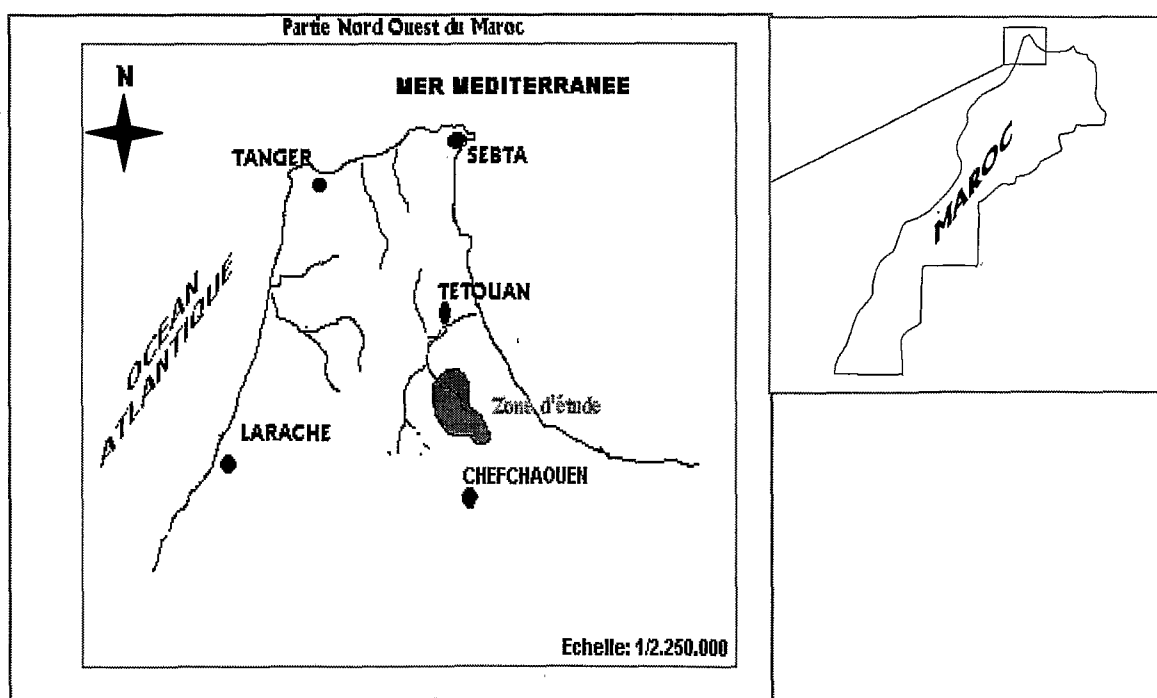 Partie Nord Ouest du Maroc
N
MER MEDITERRANEE
TANGER
SEBTA
MAROC
TETOUAN
OCEAN
ATLANTIQUE
Zone d'étude
LARACHE
CHEFCHAOUEN
Echelle: 1/2.250.000